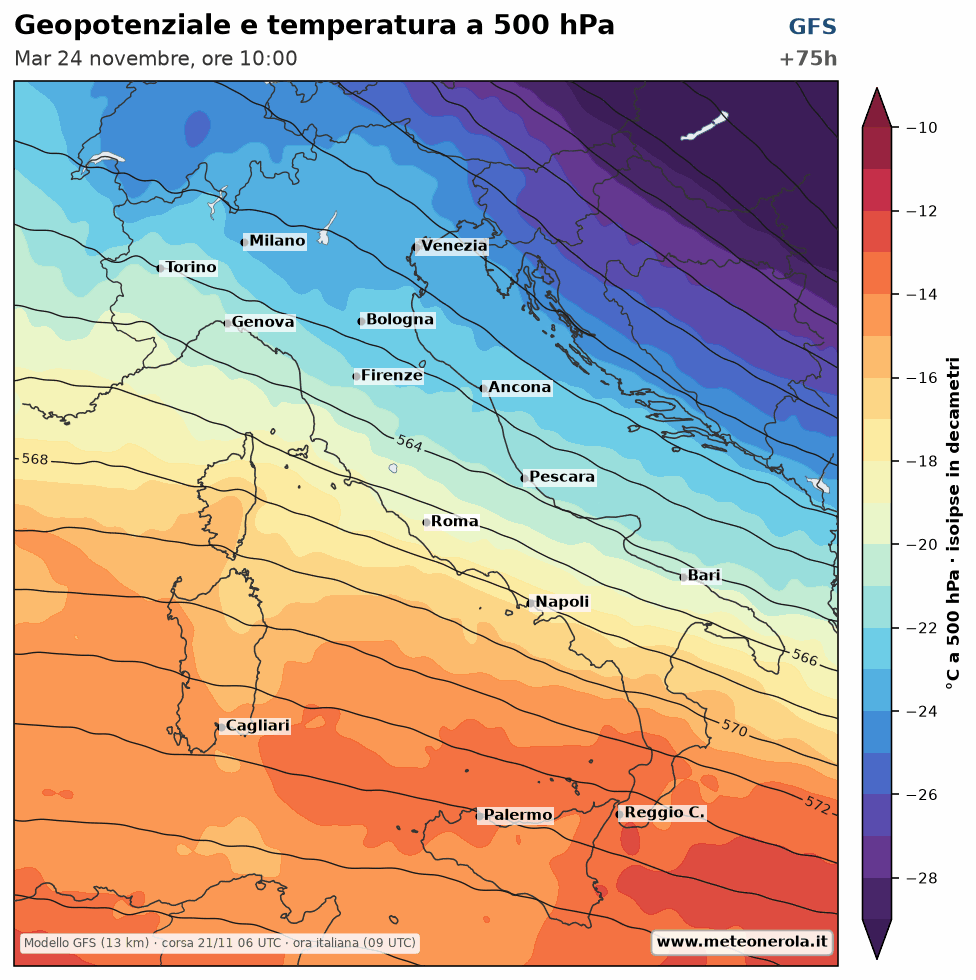 Geopotenziale e temperatura a 500 hPa
GFS
Mar 24 novembre, ore 10:00
+75h
Milano
Venezia
Torino
Genova
Bologna
Firenze
Ancona
564
568
Pescara
Roma
Bari
Napoli
566
Cagliari
570
572
Palermo
Reggio C.
Modello GFS (13 km) · corsa 21/11 06 UTC · ora italiana (09 UTC)
www.meteonerola.it
−10
−12
−14
−16
−18
−20
−22
−24
−26
−28
°C a 500 hPa · isoipse in decametri